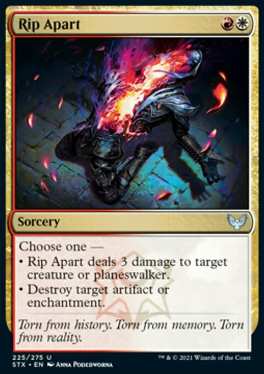 Rip Apart
Sorcery
Choose one —
• Rip Apart deals 3 damage to target
creature or planeswalker.
• Destroy target artifact or
enchantment.
Torn from history. Torn from memory. Torn
from reality.
225/275 U
STX • EN ANNA PODEDWORNA
™ & © 2021 Wizards of the Coast